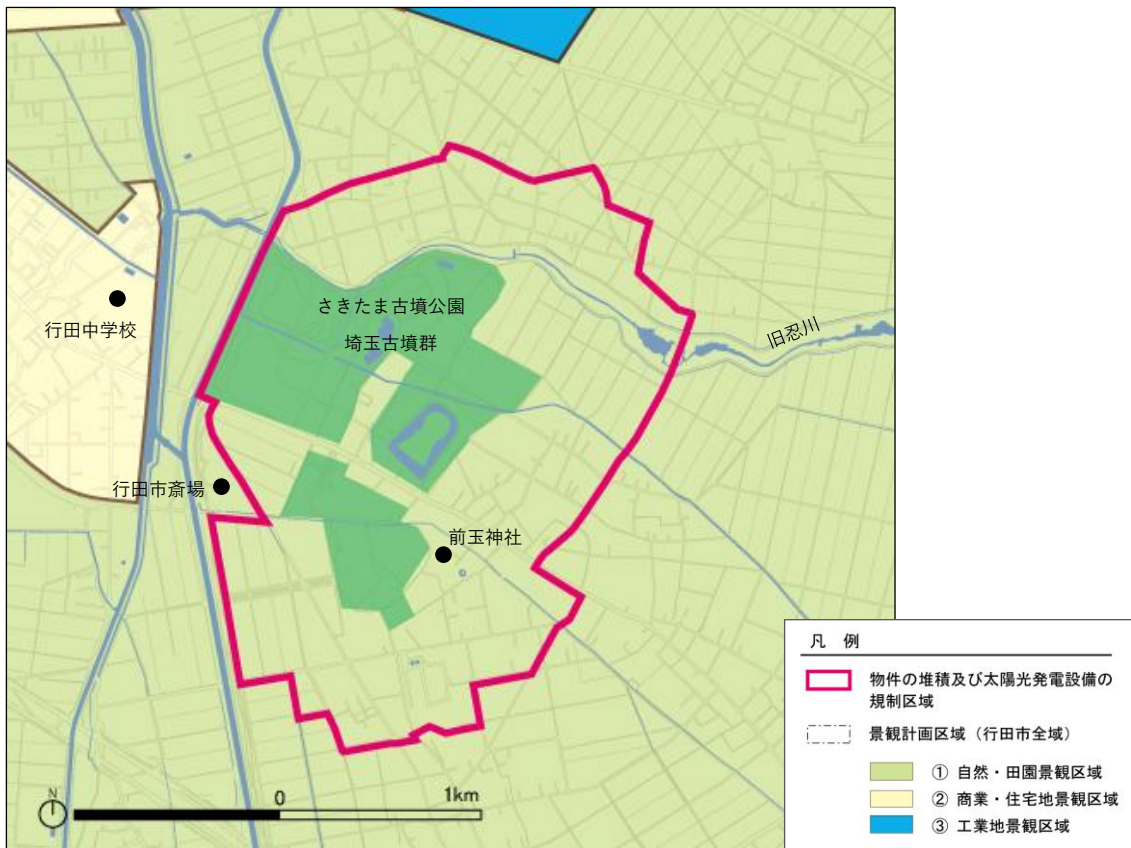 さきたま古墳公園
埼玉古墳群
行田中学校
旧忍川
行田市斎場
前玉神社
N
0
1km
凡 例
物件の堆積及び太陽光発電設備の
規制区域
景観計画区域（行田市全域）
① 自然・田園景観区域
② 商業・住宅地景観区域
③ 工業地景観区域